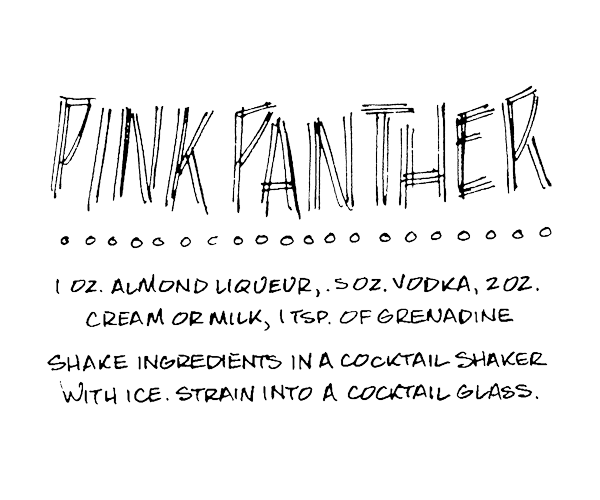 PINK PANTHER
1 OZ. ALMOND LIQUEUR, .5 OZ. VODKA, 2 OZ.
CREAM OR MILK, 1 TSP. OF GRENADINE
SHAKE INGREDIENTS IN A COCKTAIL SHAKER
WITH ICE. STRAIN INTO A COCKTAIL GLASS.